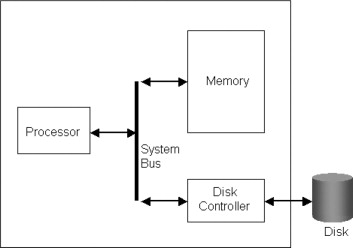 Memory
Processor
System
Bus
Disk
Controller
Disk